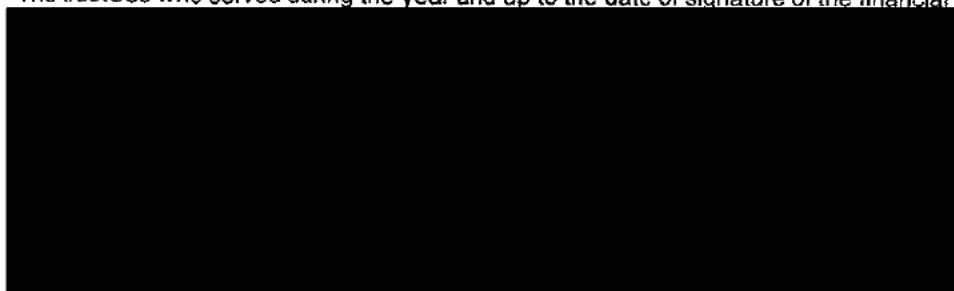 The trustees who served during the year and up to the date of signature of the financial